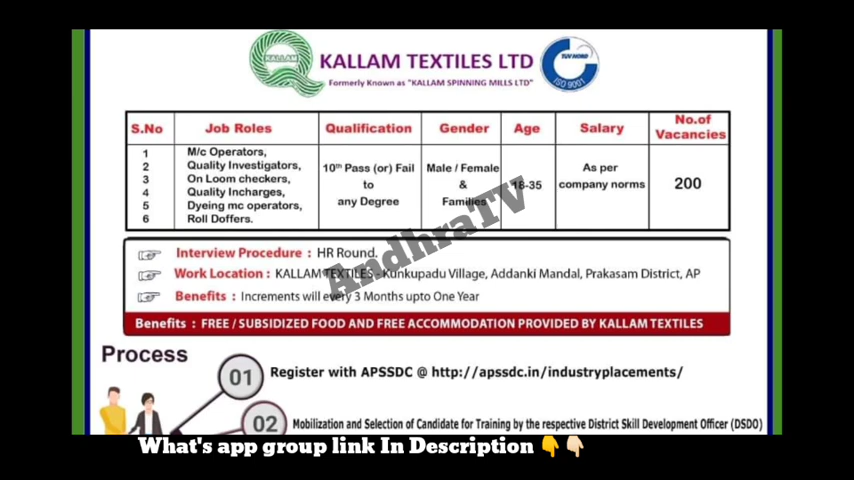 KALLAM
KALLAM TEXTILES LTD
Formerly Known as "KALLAM SPINNING MILLS LTD"
TUV NORD
ISO 9001
S.No Job Roles Qualification Gender Age Salary No.of Vacancies
1 M/c Operators,
2 Quality Investigators,
3 On Loom checkers,
4 Quality Incharges,
5 Dyeing mc operators,
6 Roll Doffers.
10th Pass (or) Fail
to
any Degree
Male / Female
&
Families
18-35
As per
company norms
200
AndhraTV
Interview Procedure : HR Round.
Work Location : KALLAM TEXTILES - Kunkupadu Village, Addanki Mandal, Prakasam District, AP
Benefits : Increments will every 3 Months upto One Year
Benefits : FREE / SUBSIDIZED FOOD AND FREE ACCOMMODATION PROVIDED BY KALLAM TEXTILES
Process
01 Register with APSSDC @ http://apssdc.in/industryplacements/
02 Mobilization and Selection of Candidate for Training by the respective District Skill Development Officer (DSDO)
What's app group link In Description 👇👇🏻